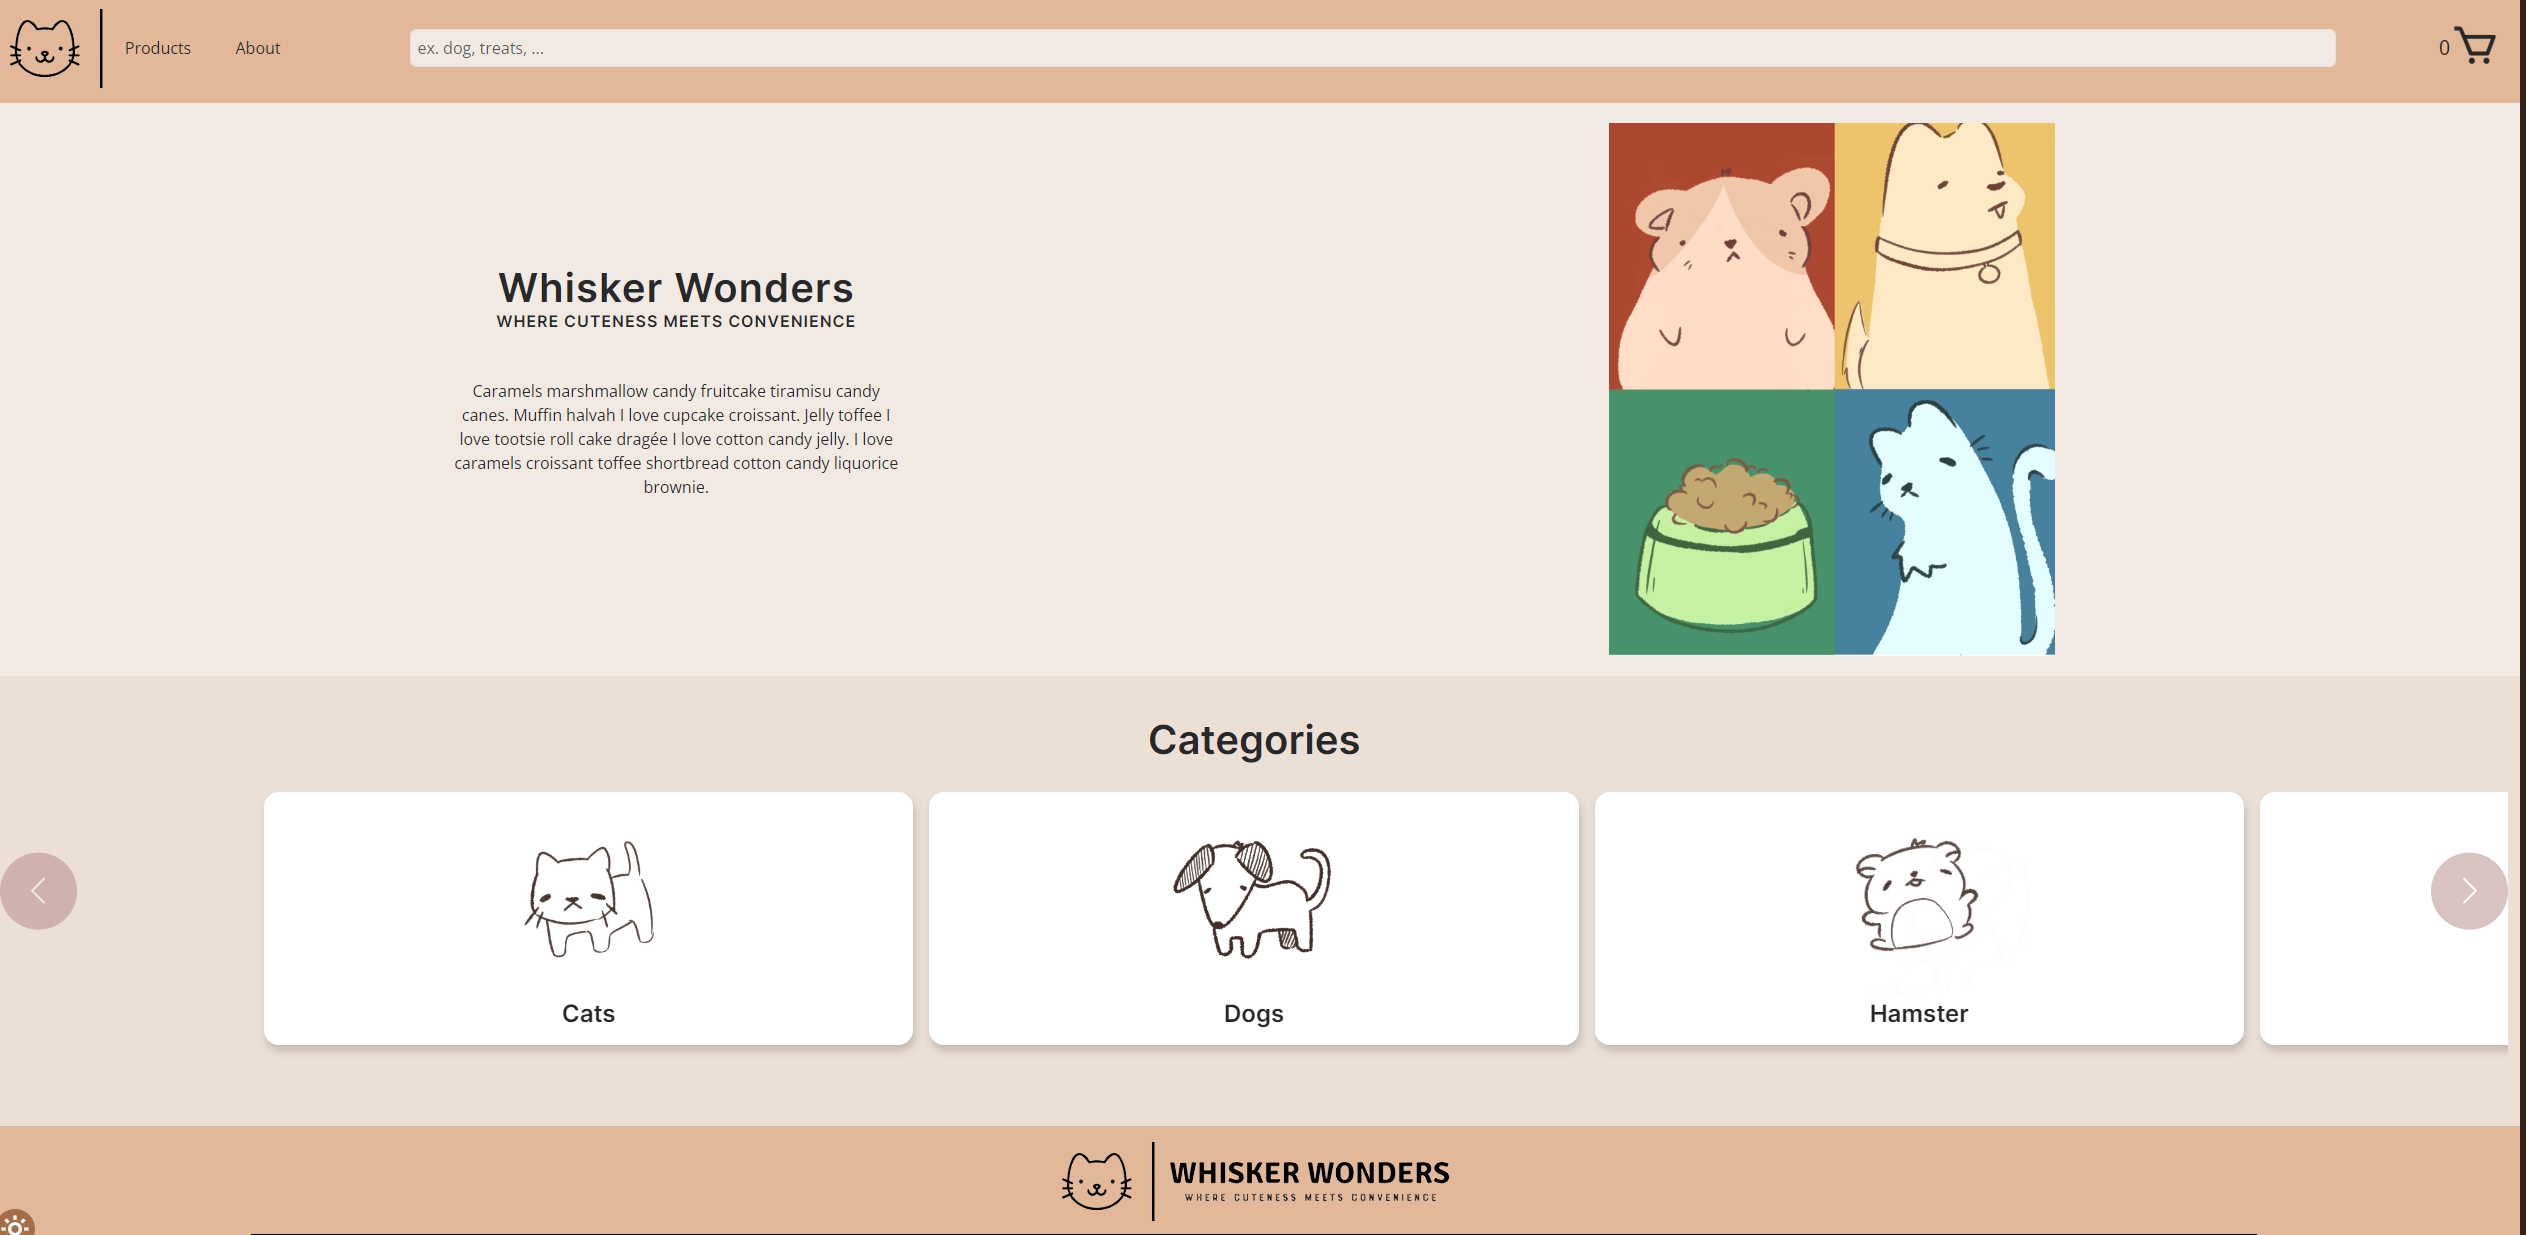 Products
About
ex. dog, treats, ...
0
Whisker Wonders
WHERE CUTENESS MEETS CONVENIENCE
Caramels marshmallow candy fruitcake tiramisu candy
canes. Muffin halvah I love cupcake croissant. Jelly toffee I
love tootsie roll cake dragée I love cotton candy jelly. I love
caramels croissant toffee shortbread cotton candy liquorice
brownie.
Categories
Cats
Dogs
Hamster
WHISKER WONDERS
WHERE CUTENESS MEETS CONVENIENCE